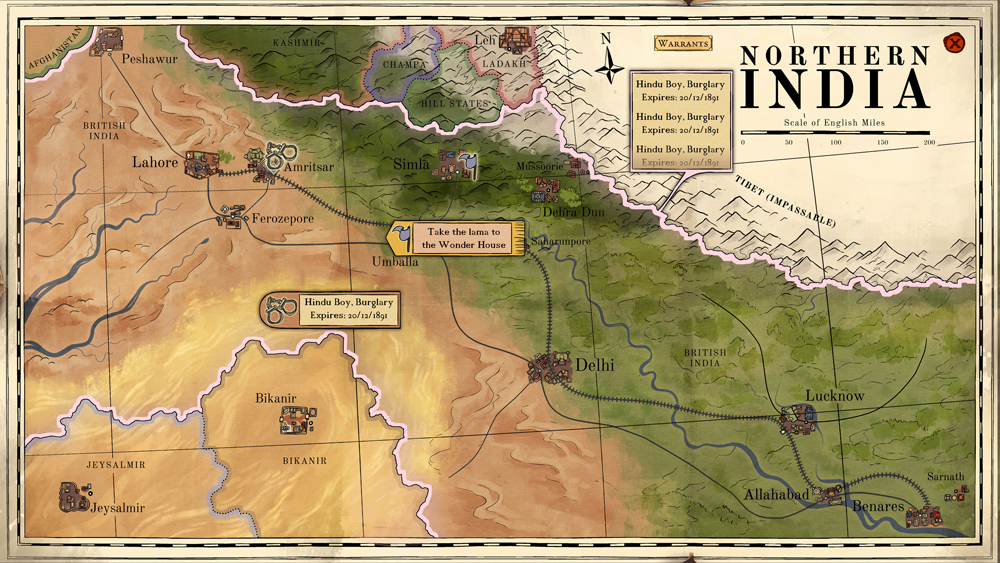 AFGHANISTAN
Peshawur
KASHMIR
CHAMPA
Leh
LADAKH
HILL STATES
N
WARRANTS
NORTHERN
INDIA
Scale of English Miles
0 50 100 150 200
Hindu Boy, Burglary
Expires: 20/12/1891
Hindu Boy, Burglary
Expires: 20/12/1891
Hindu Boy, Burglary
Expires: 20/12/1891
BRITISH
INDIA
Lahore
Amritsar
Simla
Mussoorie
Dehra Dun
TIBET (IMPASSABLE)
Ferozepore
Take the lama to
the Wonder House
Saharunpore
Umballa
Hindu Boy, Burglary
Expires: 20/12/1891
Delhi
BRITISH
INDIA
Bikanir
Lucknow
JEYSALMIR
BIKANIR
Jeysalmir
Allahabad
Benares
Sarnath